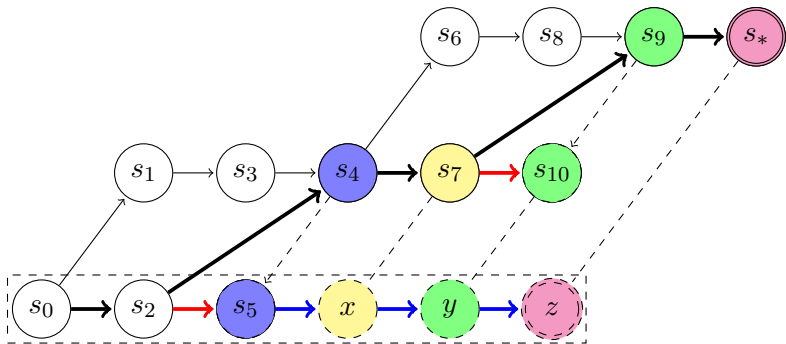 s₆ s₈ s₉ s*
s₁ s₃ s₄ s₇ s₁₀
s₀ s₂ s₅ x y z